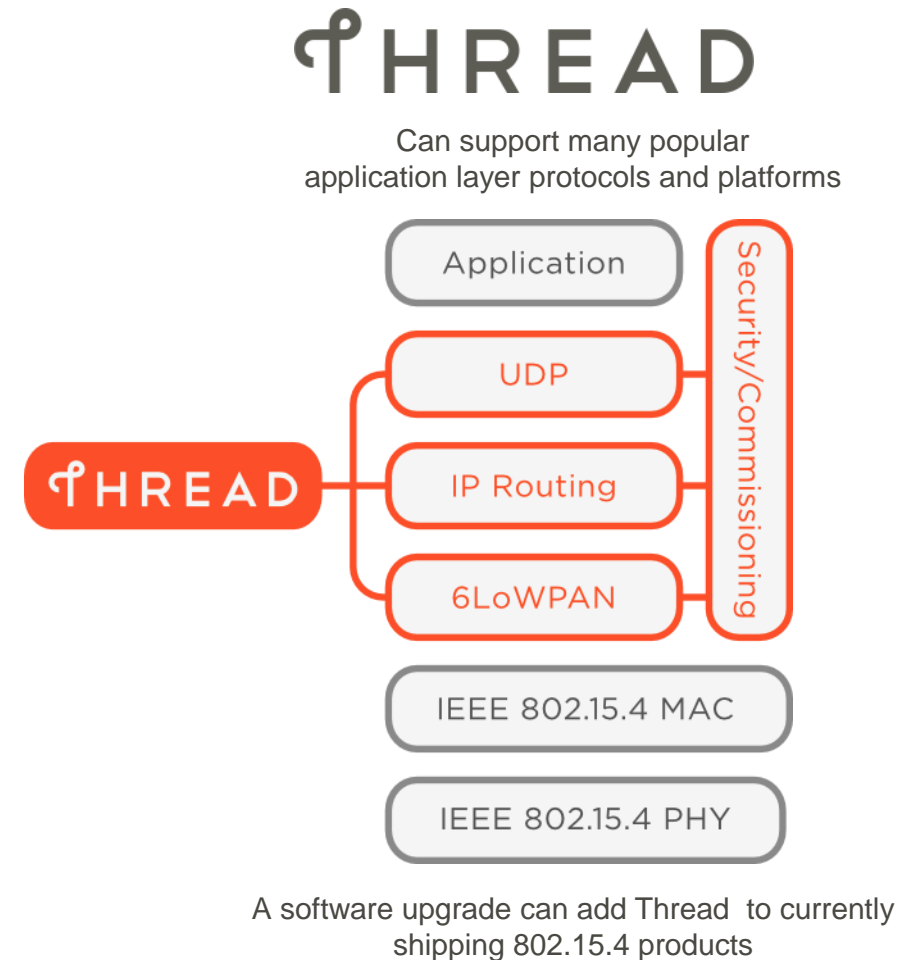 THREAD
Can support many popular
application layer protocols and platforms
Application
Security/Commissioning
UDP
THREAD
IP Routing
6LoWPAN
IEEE 802.15.4 MAC
IEEE 802.15.4 PHY
A software upgrade can add Thread  to currently
shipping 802.15.4 products